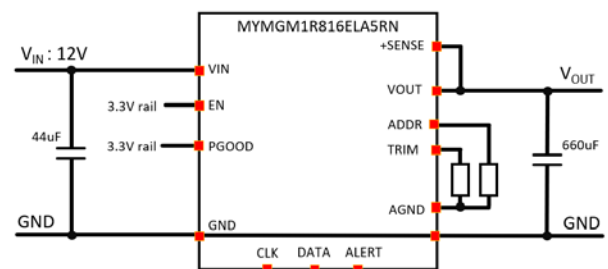 MYMGM1R816ELA5RN
+SENSE
VIN : 12V
VIN
VOUT
VOUT
3.3V rail
EN
ADDR
3.3V rail
PGOOD
TRIM
44uF
660uF
AGND
GND
GND
GND
CLK DATA ALERT